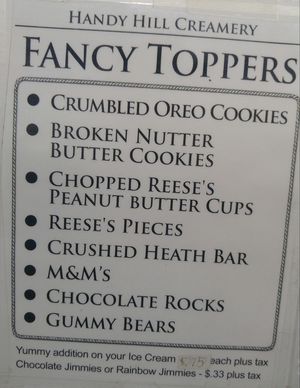 HANDY HILL CREAMERY
FANCY TOPPERS
• CRUMBLED OREO COOKIES
• BROKEN NUTTER
BUTTER COOKIES
• CHOPPED REESE'S
PEANUT BUTTER CUPS
• REESE'S PIECES
• CRUSHED HEATH BAR
• M&M'S
• CHOCOLATE ROCKS
• GUMMY BEARS
Yummy addition on your Ice Cream each plus tax
Chocolate Jimmies or Rainbow Jimmies - $.33 plus tax